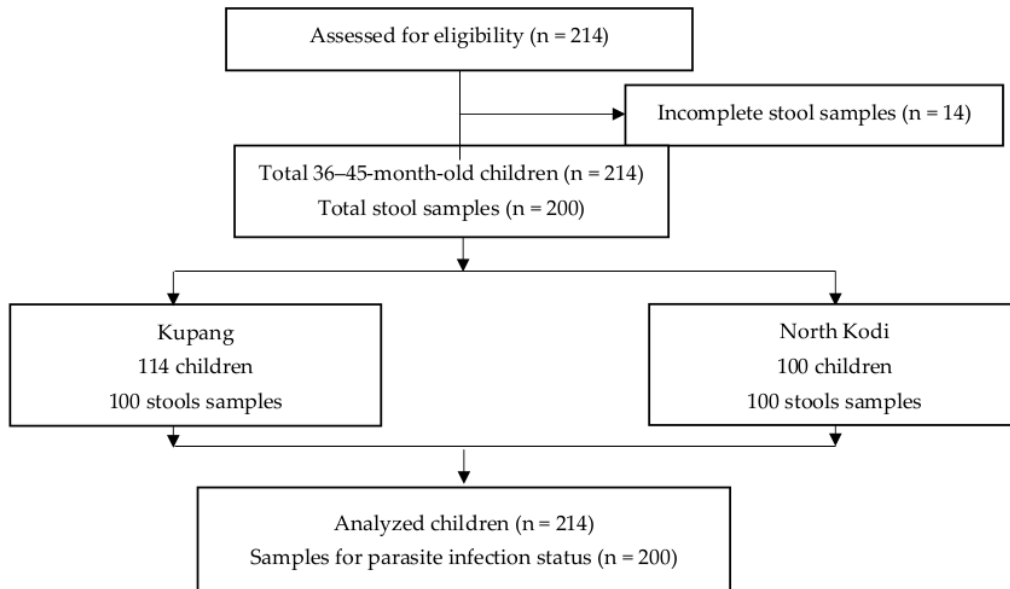 Assessed for eligibility (n = 214)
Incomplete stool samples (n = 14)
Total 36–45-month-old children (n = 214)
Total stool samples (n = 200)
Kupang
114 children
100 stools samples
North Kodi
100 children
100 stools samples
Analyzed children (n = 214)
Samples for parasite infection status (n = 200)